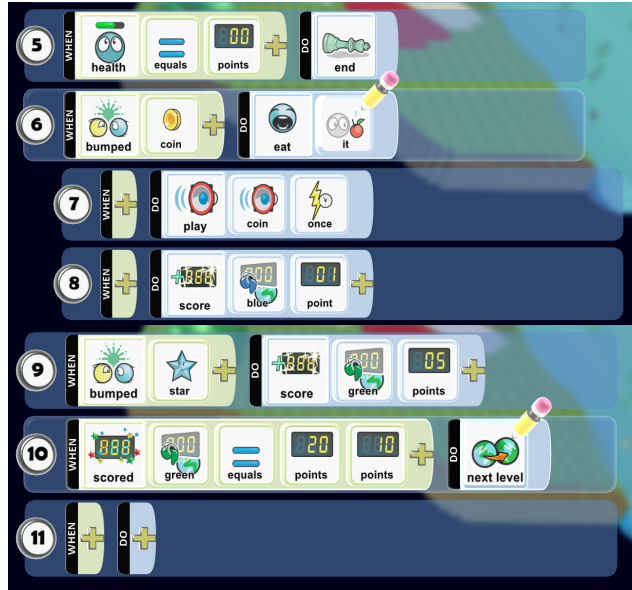 5 WHEN health equals 00 points DO end
6 WHEN bumped coin DO eat it
7 WHEN DO play coin once
8 WHEN DO score blue 01 point
9 WHEN bumped star DO score green 05 points
10 WHEN scored green equals 20 points 10 points DO next level
11 WHEN DO